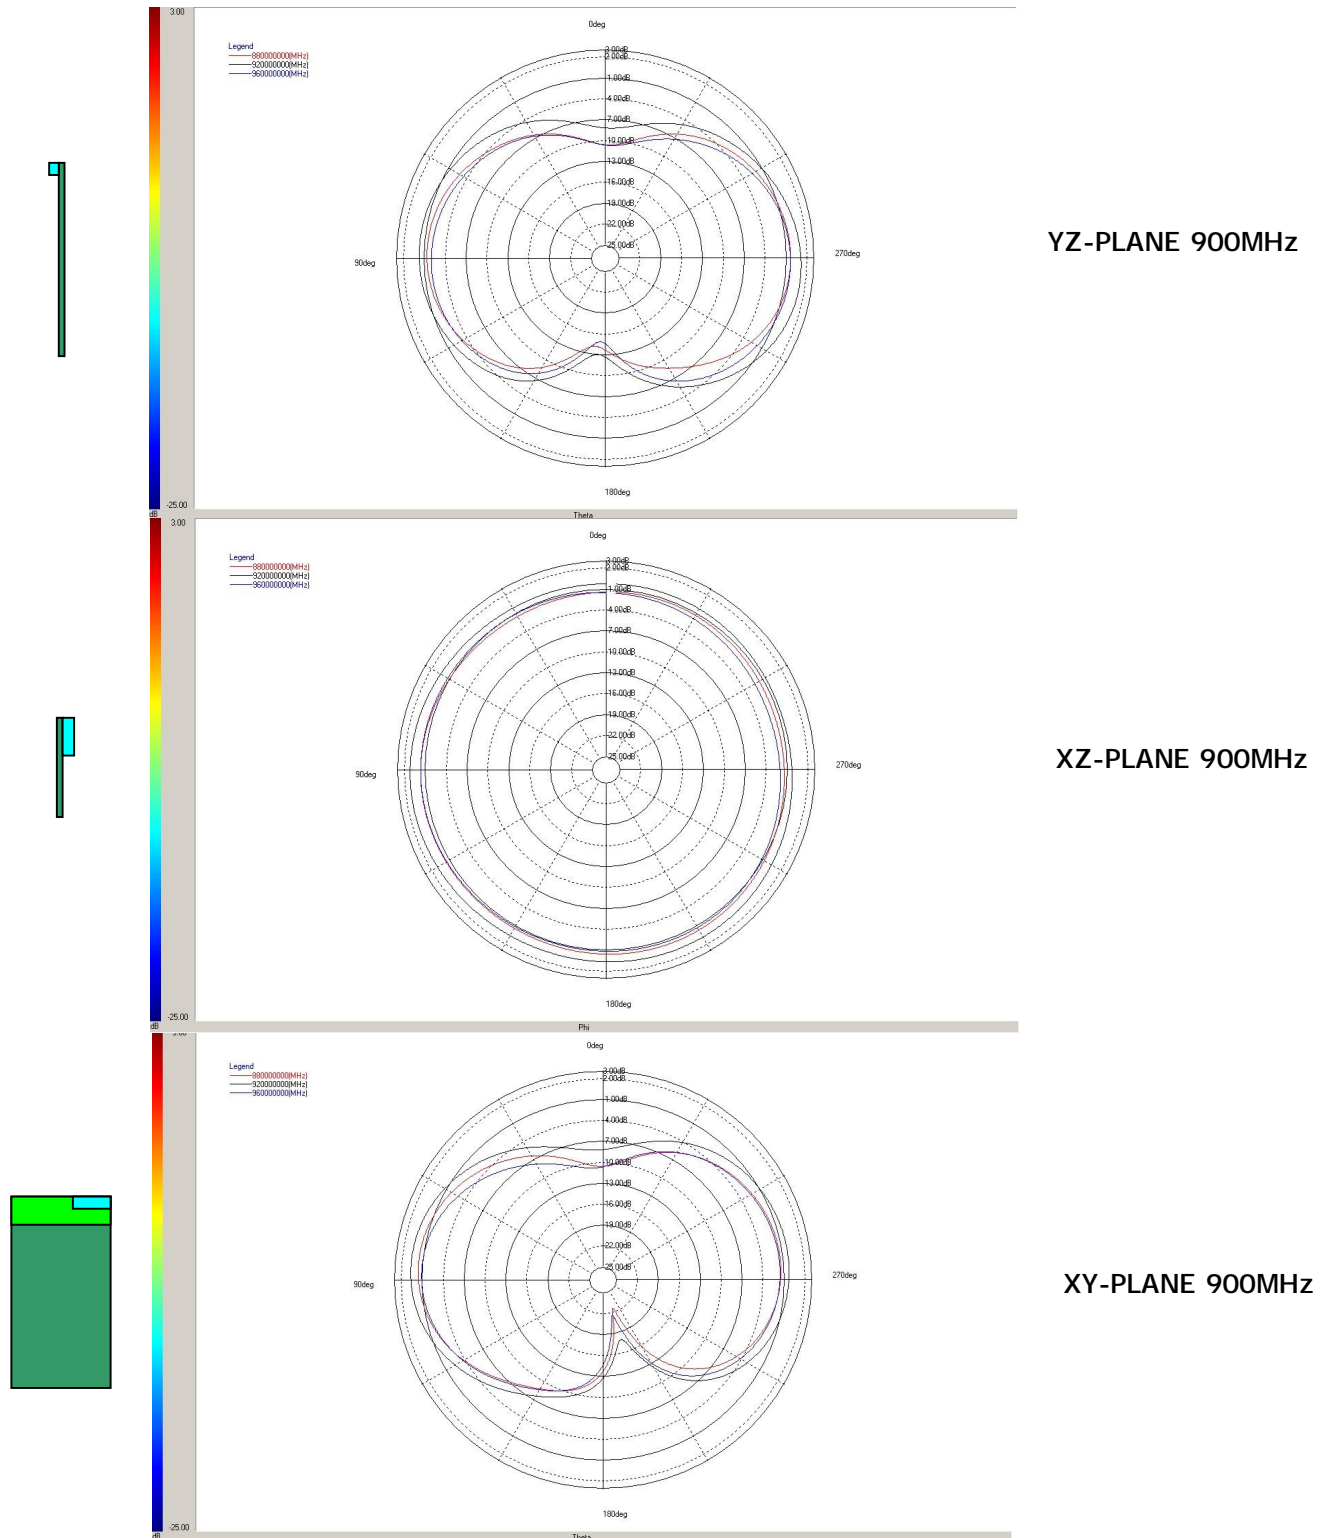 3.00
0deg
Legend
880000000(MHz)
920000000(MHz)
960000000(MHz)
3.00dB
2.00dB
1.00dB
4.00dB
7.00dB
10.00dB
13.00dB
16.00dB
19.00dB
22.00dB
25.00dB
90deg
270deg
YZ-PLANE 900MHz
180deg
-25.00
dB
Theta
3.00
0deg
Legend
880000000(MHz)
920000000(MHz)
960000000(MHz)
3.00dB
2.00dB
1.00dB
4.00dB
7.00dB
10.00dB
13.00dB
16.00dB
19.00dB
22.00dB
25.00dB
90deg
270deg
XZ-PLANE 900MHz
180deg
-25.00
dB
Phi
3.00
0deg
Legend
880000000(MHz)
920000000(MHz)
960000000(MHz)
3.00dB
2.00dB
1.00dB
4.00dB
7.00dB
10.00dB
13.00dB
16.00dB
19.00dB
22.00dB
25.00dB
90deg
270deg
XY-PLANE 900MHz
180deg
-25.00
dB
Theta